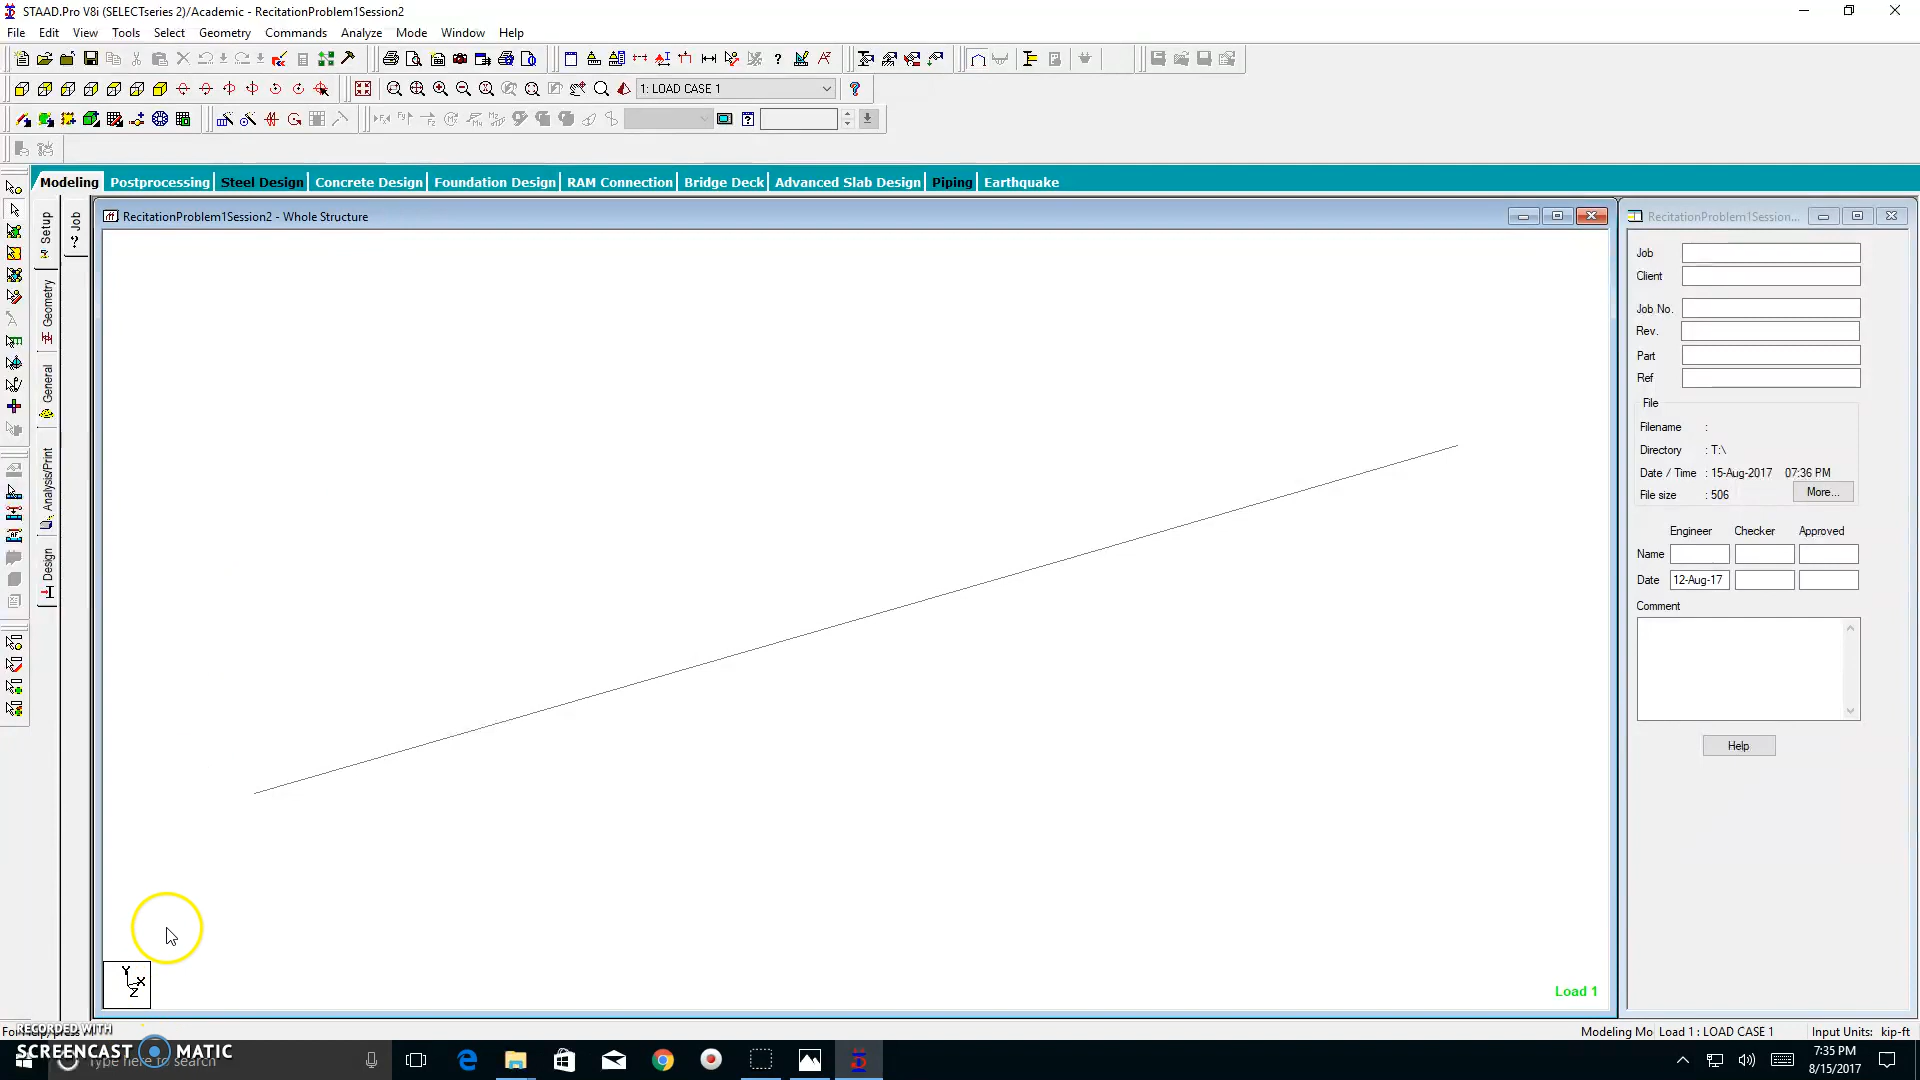 STAAD.Pro V8i (SELECTseries 2)/Academic - RecitationProblem1Session2
File Edit View Tools Select Geometry Commands Analyze Mode Window Help
1: LOAD CASE 1
Modeling Postprocessing Steel Design Concrete Design Foundation Design RAM Connection Bridge Deck Advanced Slab Design Piping Earthquake
Setup
Geometry
General
Analysis/Print
Design
Job
RecitationProblem1Session2 - Whole Structure
Y
X
Z
Load 1
RecitationProblem1Session...
Job
Client
Job No.
Rev.
Part
Ref
File
Filename :
Directory : T:\
Date / Time : 15-Aug-2017 07:36 PM
File size : 506 More...
Engineer Checker Approved
Name
Date 12-Aug-17
Comment
Help
RECORDED WITH
SCREENCAST MATIC
Type here to search
Modeling Mo Load 1 : LOAD CASE 1 Input Units: kip-ft
7:35 PM
8/15/2017